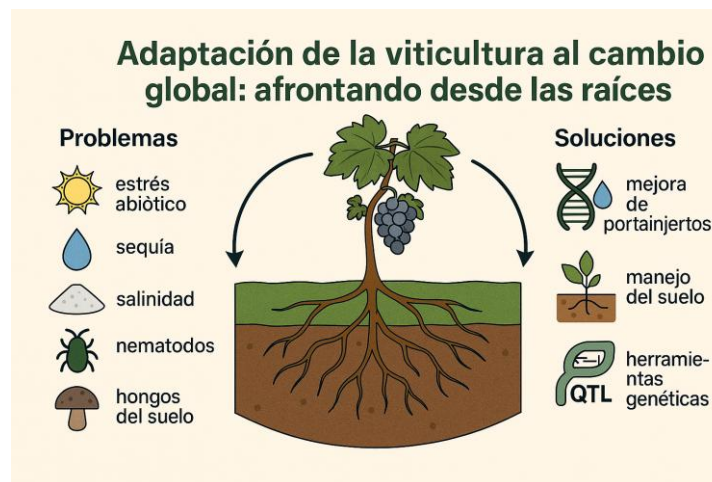 Adaptación de la viticultura al cambio
global: afrontando desde las raíces
Problemas
estrés
abiòtico
sequía
salinidad
nematodos
hongos
del suelo
Soluciones
mejora
de
portainjertos
manejo
del suelo
herramie-
ntas
genéticas
QTL